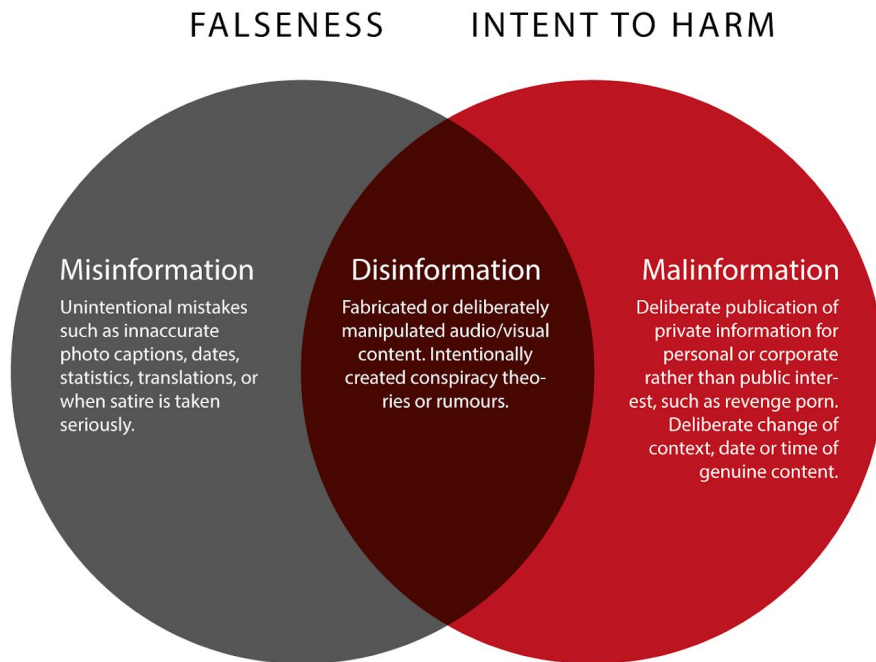 FALSENESS
INTENT TO HARM
Misinformation
Unintentional mistakes
such as innaccurate
photo captions, dates,
statistics, translations, or
when satire is taken
seriously.
Disinformation
Fabricated or deliberately
manipulated audio/visual
content. Intentionally
created conspiracy theo-
ries or rumours.
Malinformation
Deliberate publication of
private information for
personal or corporate
rather than public inter-
est, such as revenge porn.
Deliberate change of
context, date or time of
genuine content.